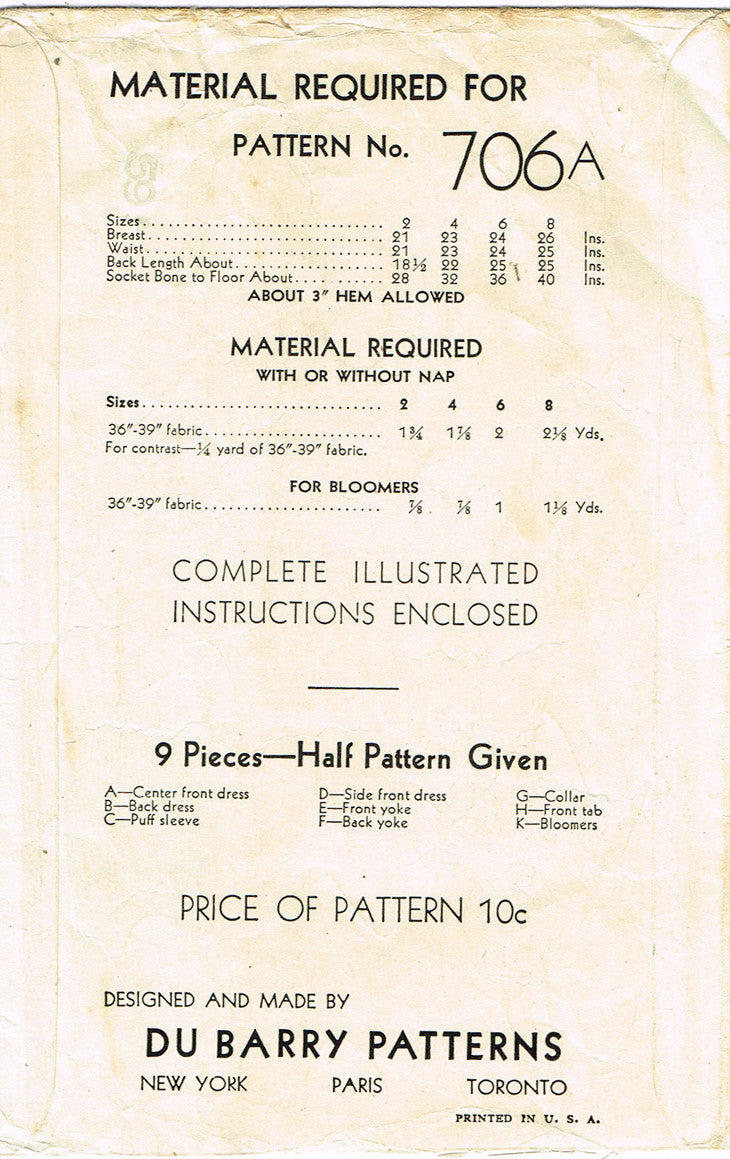 MATERIAL REQUIRED FOR
PATTERN No. 706A
59
Sizes................................ 2 4 6 8
Breast................................ 21 23 24 26 Ins.
Waist................................ 21 23 24 25 Ins.
Back Length About................... 18½ 22 25 25 Ins.
Socket Bone to Floor About........... 28 32 36 40 Ins.
ABOUT 3" HEM ALLOWED
MATERIAL REQUIRED
WITH OR WITHOUT NAP
Sizes.............................. 2 4 6 8
36"-39" fabric....................... 1¾ 1⅞ 2 2⅛ Yds.
For contrast—¼ yard of 36"-39" fabric.
FOR BLOOMERS
36"-39" fabric....................... ⅞ ⅞ 1 1⅛ Yds.
COMPLETE ILLUSTRATED
INSTRUCTIONS ENCLOSED
9 Pieces—Half Pattern Given
A—Center front dress D—Side front dress G—Collar
B—Back dress E—Front yoke H—Front tab
C—Puff sleeve F—Back yoke K—Bloomers
PRICE OF PATTERN 10c
DESIGNED AND MADE BY
DU BARRY PATTERNS
NEW YORK PARIS TORONTO
PRINTED IN U. S. A.